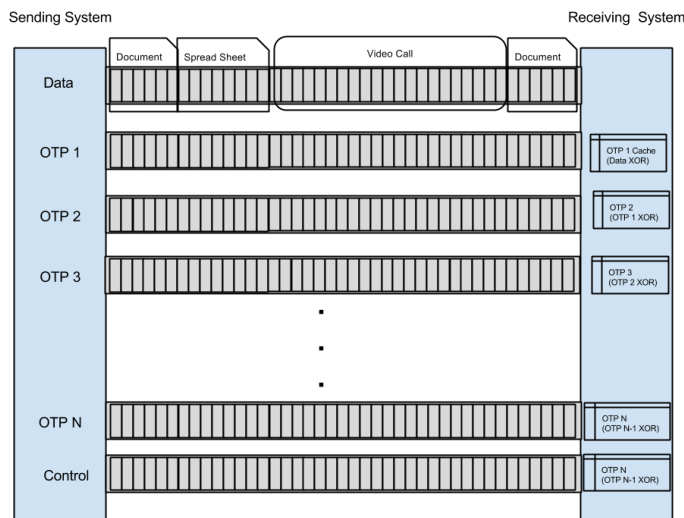 Sending System
Receiving System
Document
Spread Sheet
Video Call
Document
Data
OTP 1
OTP 1 Cache
(Data XOR)
OTP 2
OTP 2
(OTP 1 XOR)
OTP 3
OTP 3
(OTP 2 XOR)
OTP N
OTP N
(OTP N-1 XOR)
Control
OTP N
(OTP N-1 XOR)